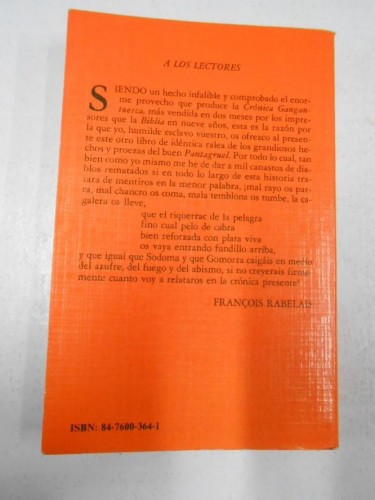 A LOS LECTORES
SIENDO un hecho infalible y comprobado el enor-
me provecho que produce la Crónica Gangan-
tuesca, más vendida en dos meses por los impre-
sores que la Biblia en nueve años, esta es la razón por
la que yo, humilde esclavo vuestro, os ofrezco al presen-
te este otro libro de idéntica ralea de los grandiosos he-
chos y proezas del buen Pantagruel. Por todo lo cual, tan
bien como yo mismo me he de dar a mil canastos de dia-
blos rematados si en todo lo largo de esta historia tra-
tara de mentiros en la menor palabra, ¡mal rayo os par-
ra, mal chancro os coma, mala temblona os tumbe, la ca-
galera os lleve,
que el riquerrac de la pelagra
fino cual pelo de cabra
bien reforzada con plata viva
os vaya entrando fundillo arriba,
y que igual que Sodoma y que Gomorra caigáis en medio
del azufre, del fuego y del abismo, si no creyerais firme-
mente cuanto voy a relataros en la crónica presente!
FRANÇOIS RABELAIS
ISBN: 84-7600-364-1